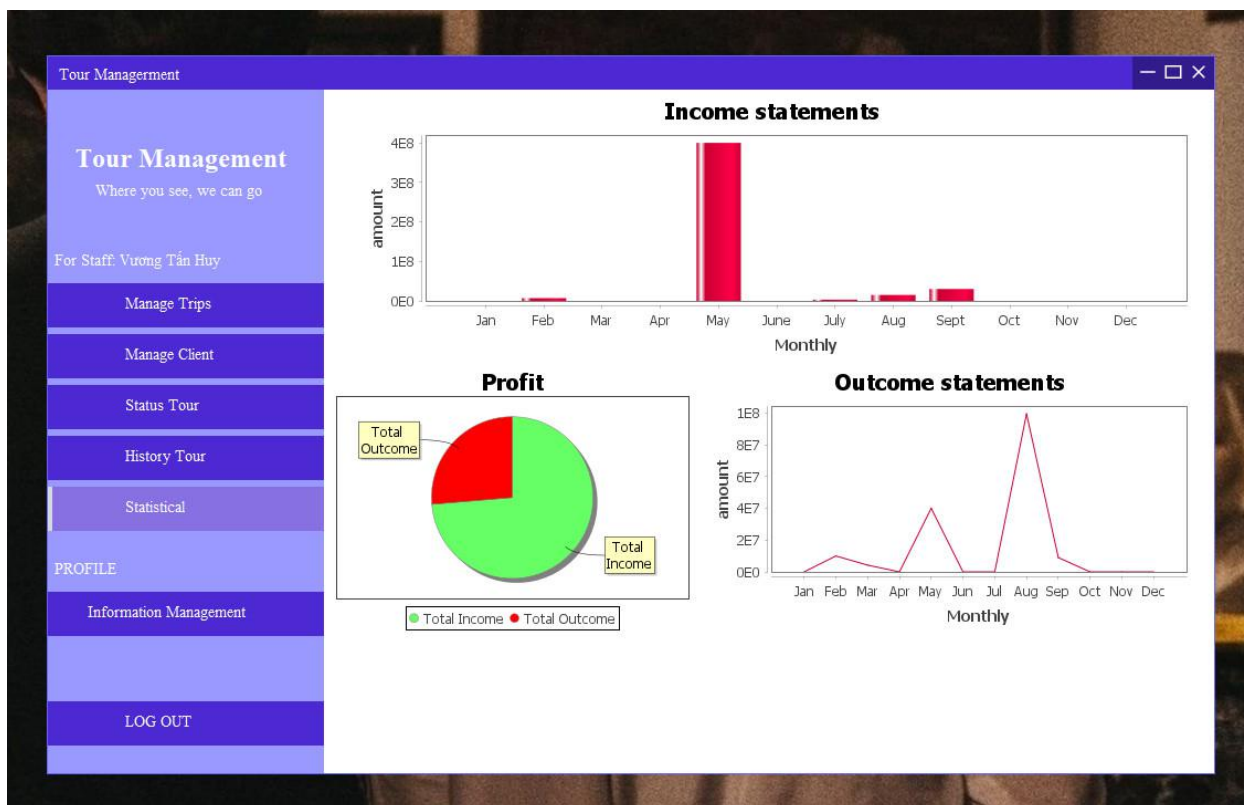 Tour Managerment
Tour Management
Where you see, we can go
For Staff: Vương Tấn Huy
Manage Trips
Manage Client
Status Tour
History Tour
Statistical
PROFILE
Information Management
LOG OUT
Income statements
amount
4E8
3E8
2E8
1E8
0E0
Jan Feb Mar Apr May June July Aug Sept Oct Nov Dec
Monthly
Profit
Total
Outcome
Total
Income
Total Income Total Outcome
Outcome statements
amount
1E8
8E7
6E7
4E7
2E7
0E0
Jan Feb Mar Apr May Jun Jul Aug Sep Oct Nov Dec
Monthly